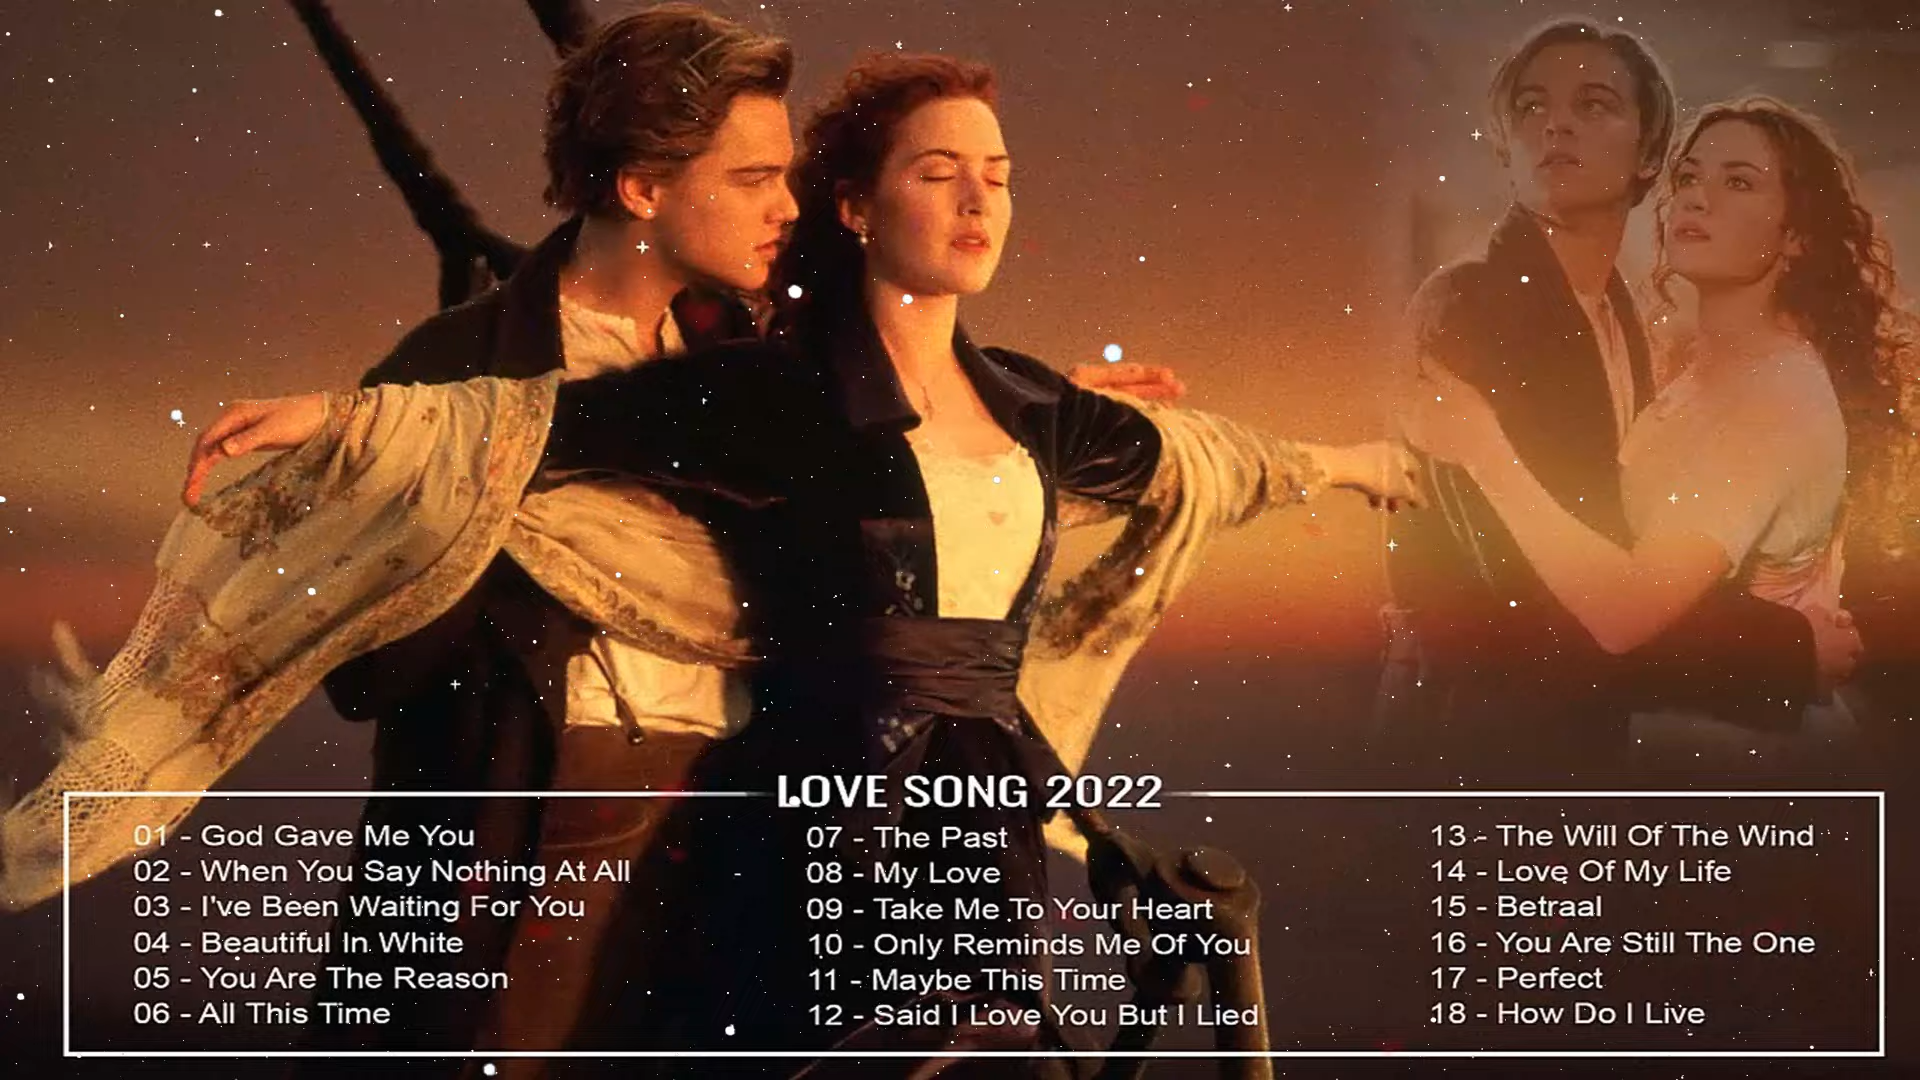 LOVE SONG 2022
01 - God Gave Me You
02 - When You Say Nothing At All
03 - I've Been Waiting For You
04 - Beautiful In White
05 - You Are The Reason
06 - All This Time
07 - The Past
08 - My Love
09 - Take Me To Your Heart
10 - Only Reminds Me Of You
11 - Maybe This Time
12 - Said I Love You But I Lied
13 - The Will Of The Wind
14 - Love Of My Life
15 - Betraal
16 - You Are Still The One
17 - Perfect
18 - How Do I Live